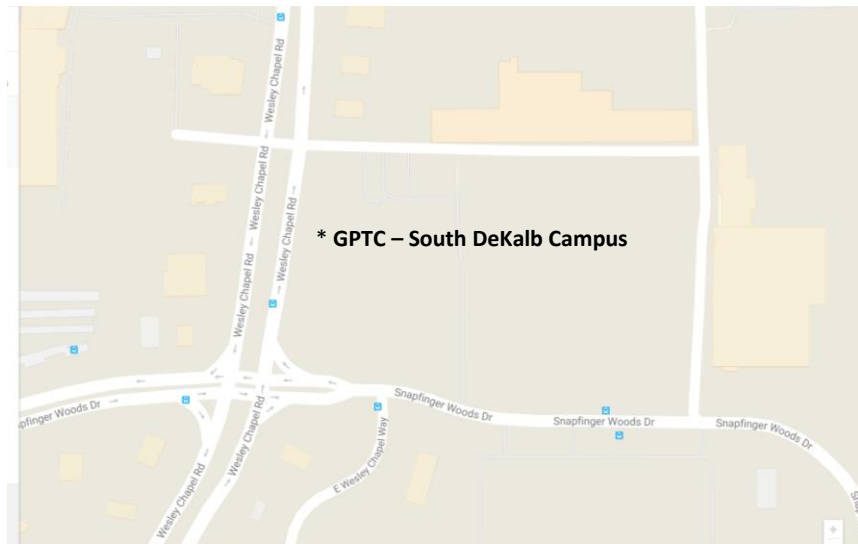 Wesley Chapel Rd
Wesley Chapel Rd
Wesley Chapel Rd
Wesley Chapel Rd
* GPTC – South DeKalb Campus
Wesley Chapel Rd
Snapfinger Woods Dr
Snapfinger Woods Dr
Snapfinger Woods Dr
pfinger Woods Dr
Wesley Chapel Rd
E Wesley Chapel Way
Wesley Chapel Rd